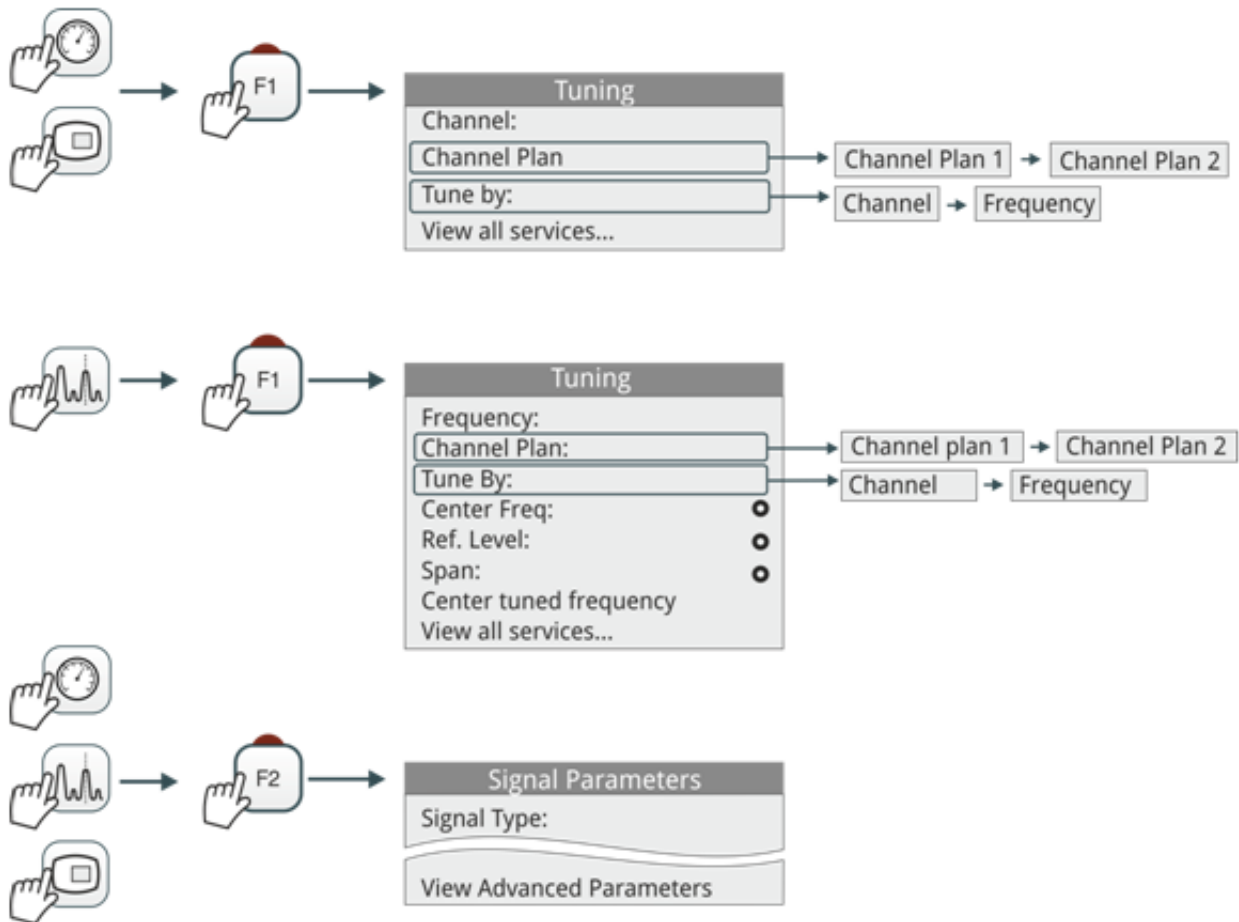 F1
Tuning
Channel:
Channel Plan
Channel Plan 1
Channel Plan 2
Tune by:
Channel
Frequency
View all services...
F1
Tuning
Frequency:
Channel Plan:
Channel plan 1
Channel Plan 2
Tune By:
Channel
Frequency
Center Freq:
Ref. Level:
Span:
Center tuned frequency
View all services...
F2
Signal Parameters
Signal Type:
View Advanced Parameters